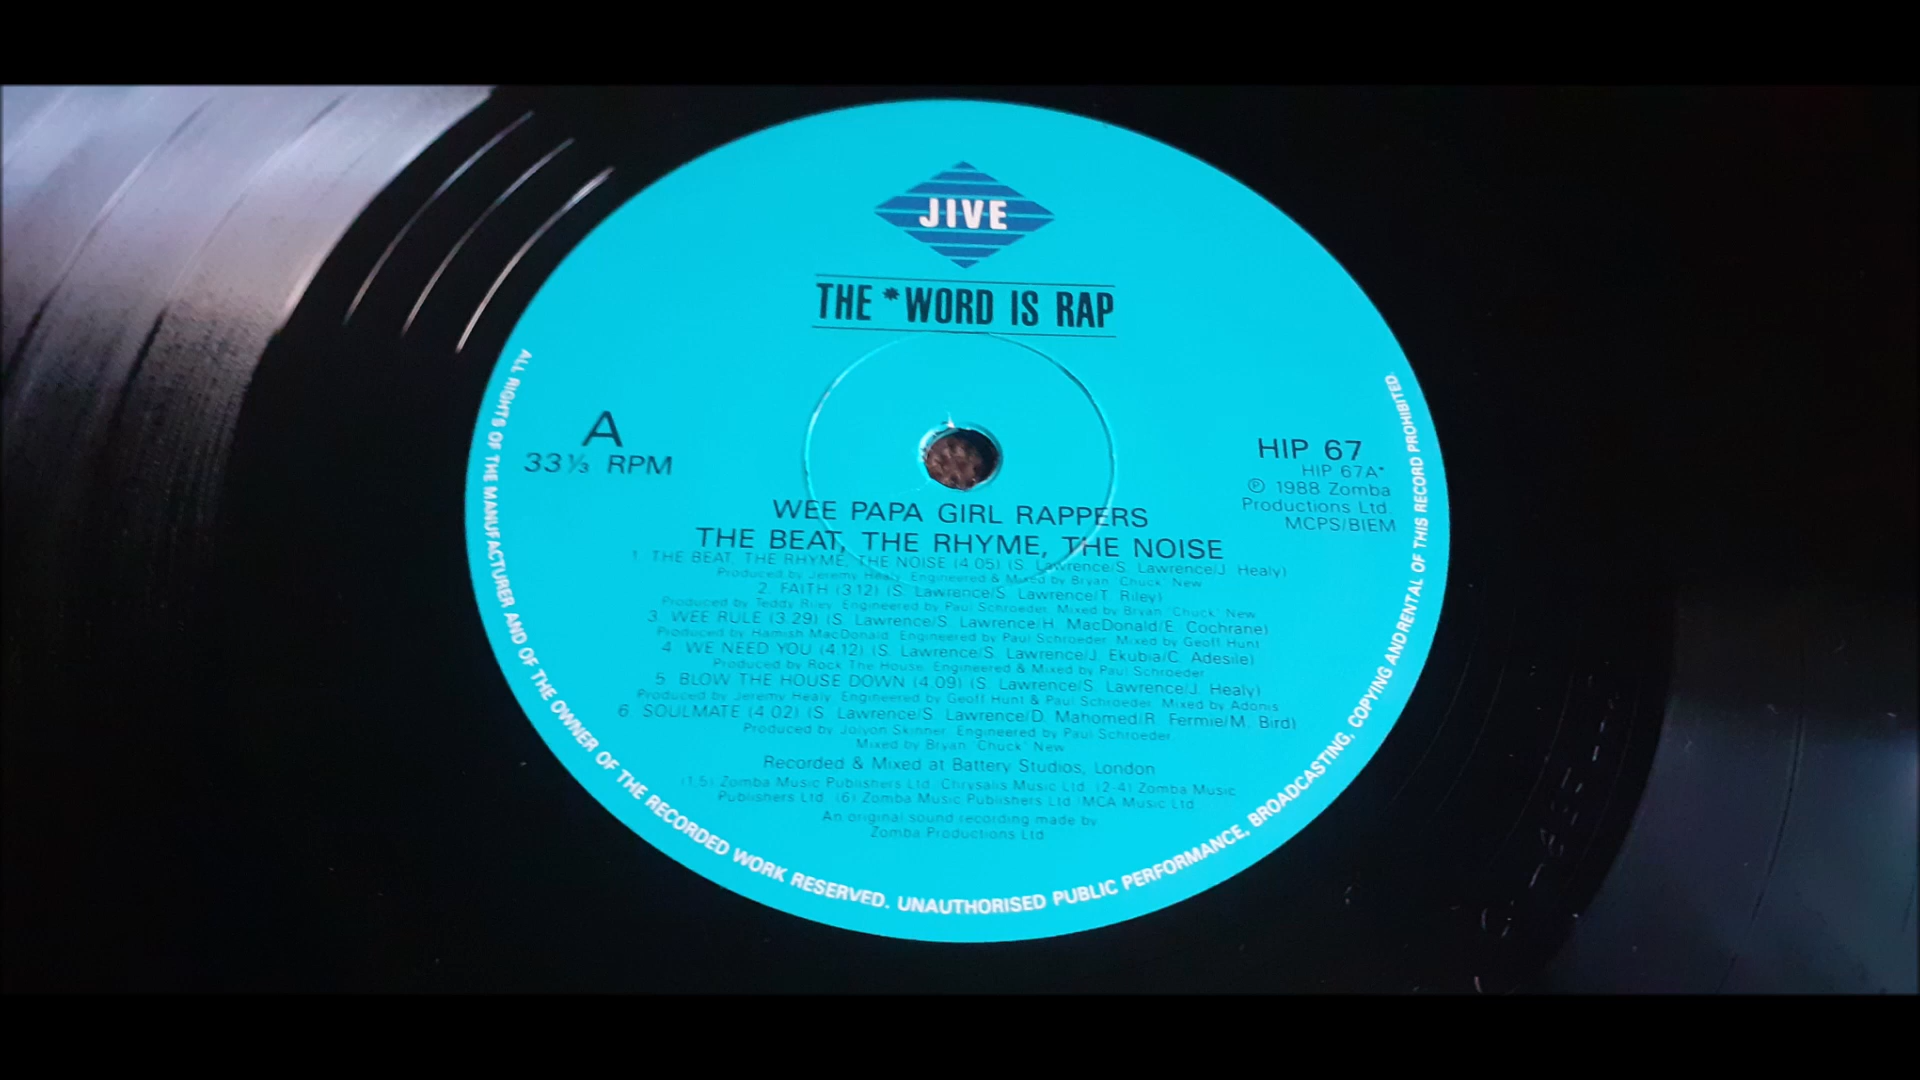 JIVE
THE *WORD IS RAP
A
33⅓ RPM
HIP 67
HIP 67A*
℗ 1988 Zomba
Productions Ltd.
MCPS/BIEM
WEE PAPA GIRL RAPPERS
THE BEAT, THE RHYME, THE NOISE
1. THE BEAT, THE RHYME, THE NOISE (4.05) (S. Lawrence/S. Lawrence/J. Healy)
Produced by Jeremy Healy. Engineered & Mixed by Bryan 'Chuck' New
2. FAITH (3.12) (S. Lawrence/S. Lawrence/T. Riley)
Produced by Teddy Riley. Engineered by Paul Schroeder. Mixed by Bryan 'Chuck' New
3. WEE RULE (3.29) (S. Lawrence/S. Lawrence/H. MacDonald/E. Cochrane)
Produced by Hamish MacDonald. Engineered by Paul Schroeder. Mixed by Geoff Hunt
4. WE NEED YOU (4.12) (S. Lawrence/S. Lawrence/J. Ekubia/C. Adesile)
Produced by Rock The House. Engineered & Mixed by Paul Schroeder
5. BLOW THE HOUSE DOWN (4.09) (S. Lawrence/S. Lawrence/J. Healy)
Produced by Jeremy Healy. Engineered by Geoff Hunt & Paul Schroeder. Mixed by Adonis
6. SOULMATE (4.02) (S. Lawrence/S. Lawrence/D. Mahomed/R. Fermie/M. Bird)
Produced by Jolyon Skinner. Engineered by Paul Schroeder
Mixed by Bryan 'Chuck' New
Recorded & Mixed at Battery Studios, London
(1,5) Zomba Music Publishers Ltd./Chrysalis Music Ltd. (2-4) Zomba Music
Publishers Ltd. (6) Zomba Music Publishers Ltd./MCA Music Ltd
An original sound recording made by
Zomba Productions Ltd
ALL RIGHTS OF THE MANUFACTURER AND OF THE OWNER OF THE RECORDED WORK RESERVED. UNAUTHORISED PUBLIC PERFORMANCE, BROADCASTING, COPYING AND RENTAL OF THIS RECORD PROHIBITED.